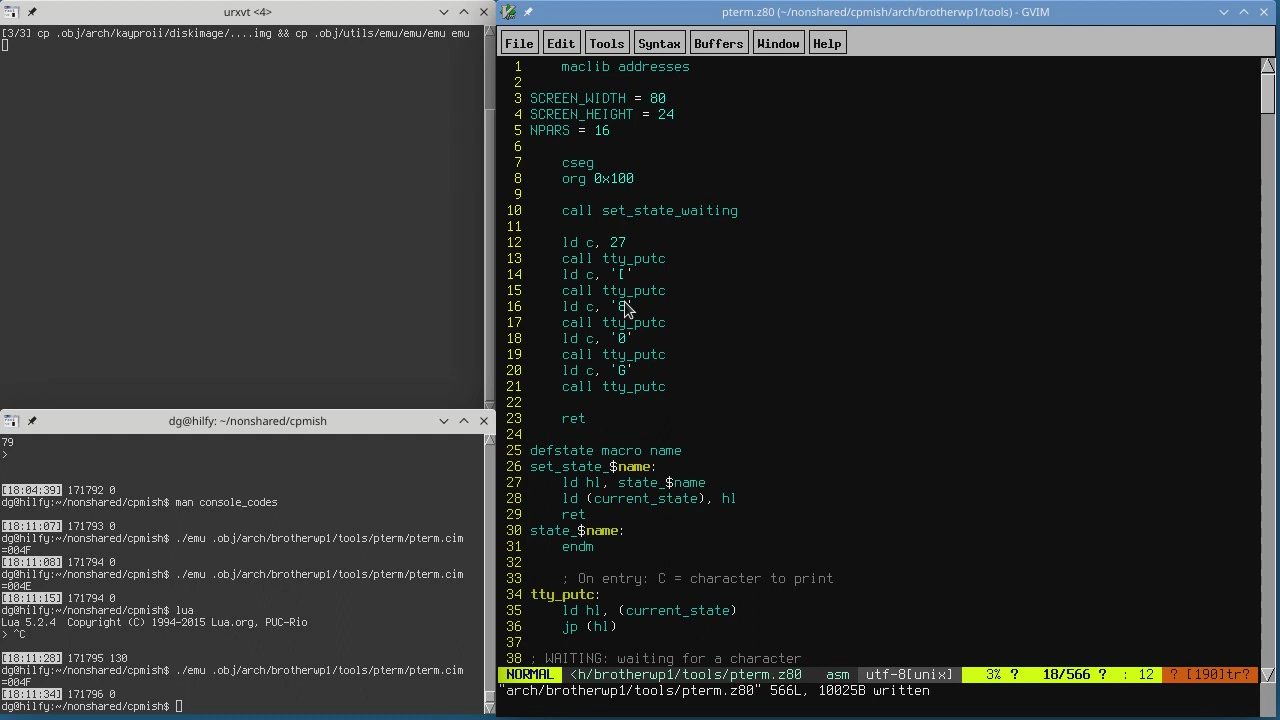 urxvt <4>
[3/3] cp .obj/arch/kayproii/diskimage/....img && cp .obj/utils/emu/emu/emu emu
dg@hilfy: ~/nonshared/cpmish
79
>
[18:04:39] 171792 0
dg@hilfy:~/nonshared/cpmish$ man console_codes
[18:11:07] 171793 0
dg@hilfy:~/nonshared/cpmish$ ./emu .obj/arch/brotherwp1/tools/pterm/pterm.cim
=004F
[18:11:08] 171794 0
dg@hilfy:~/nonshared/cpmish$ ./emu .obj/arch/brotherwp1/tools/pterm/pterm.cim
=004E
[18:11:15] 171794 0
dg@hilfy:~/nonshared/cpmish$ lua
Lua 5.2.4  Copyright (C) 1994-2015 Lua.org, PUC-Rio
> ^C
[18:11:28] 171795 130
dg@hilfy:~/nonshared/cpmish$ ./emu .obj/arch/brotherwp1/tools/pterm/pterm.cim
=004F
[18:11:34] 171796 0
dg@hilfy:~/nonshared/cpmish$
pterm.z80 (~/nonshared/cpmish/arch/brotherwp1/tools) - GVIM
File Edit Tools Syntax Buffers Window Help
1     maclib addresses
2
3 SCREEN_WIDTH = 80
4 SCREEN_HEIGHT = 24
5 NPARS = 16
6
7     cseg
8     org 0x100
9
10     call set_state_waiting
11
12     ld c, 27
13     call tty_putc
14     ld c, '['
15     call tty_putc
16     ld c, '8'
17     call tty_putc
18     ld c, '0'
19     call tty_putc
20     ld c, 'G'
21     call tty_putc
22
23     ret
24
25 defstate macro name
26 set_state_$name:
27     ld hl, state_$name
28     ld (current_state), hl
29     ret
30 state_$name:
31     endm
32
33     ; On entry: C = character to print
34 tty_putc:
35     ld hl, (current_state)
36     jp (hl)
37
38 ; WAITING: waiting for a character
NORMAL <h/brotherwp1/tools/pterm.z80 asm utf-8[unix] 3% ? 18/566 ? : 12 ? [190]tr?
"arch/brotherwp1/tools/pterm.z80" 566L, 10025B written